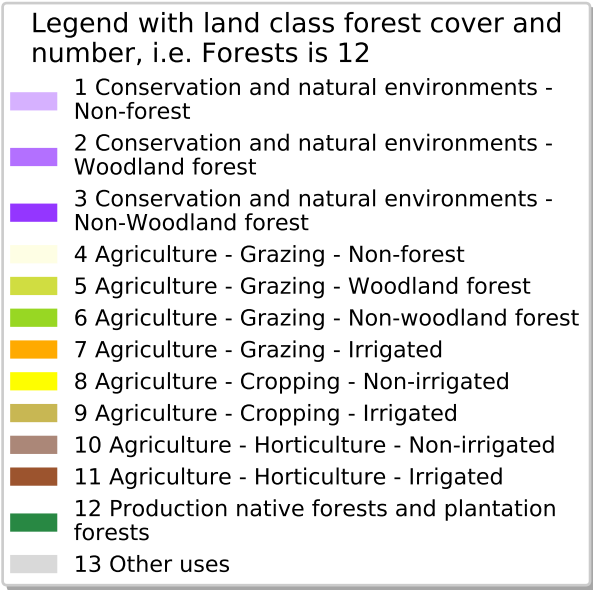 Legend with land class forest cover and
number, i.e. Forests is 12
1 Conservation and natural environments -
Non-forest
2 Conservation and natural environments -
Woodland forest
3 Conservation and natural environments -
Non-Woodland forest
4 Agriculture - Grazing - Non-forest
5 Agriculture - Grazing - Woodland forest
6 Agriculture - Grazing - Non-woodland forest
7 Agriculture - Grazing - Irrigated
8 Agriculture - Cropping - Non-irrigated
9 Agriculture - Cropping - Irrigated
10 Agriculture - Horticulture - Non-irrigated
11 Agriculture - Horticulture - Irrigated
12 Production native forests and plantation
forests
13 Other uses